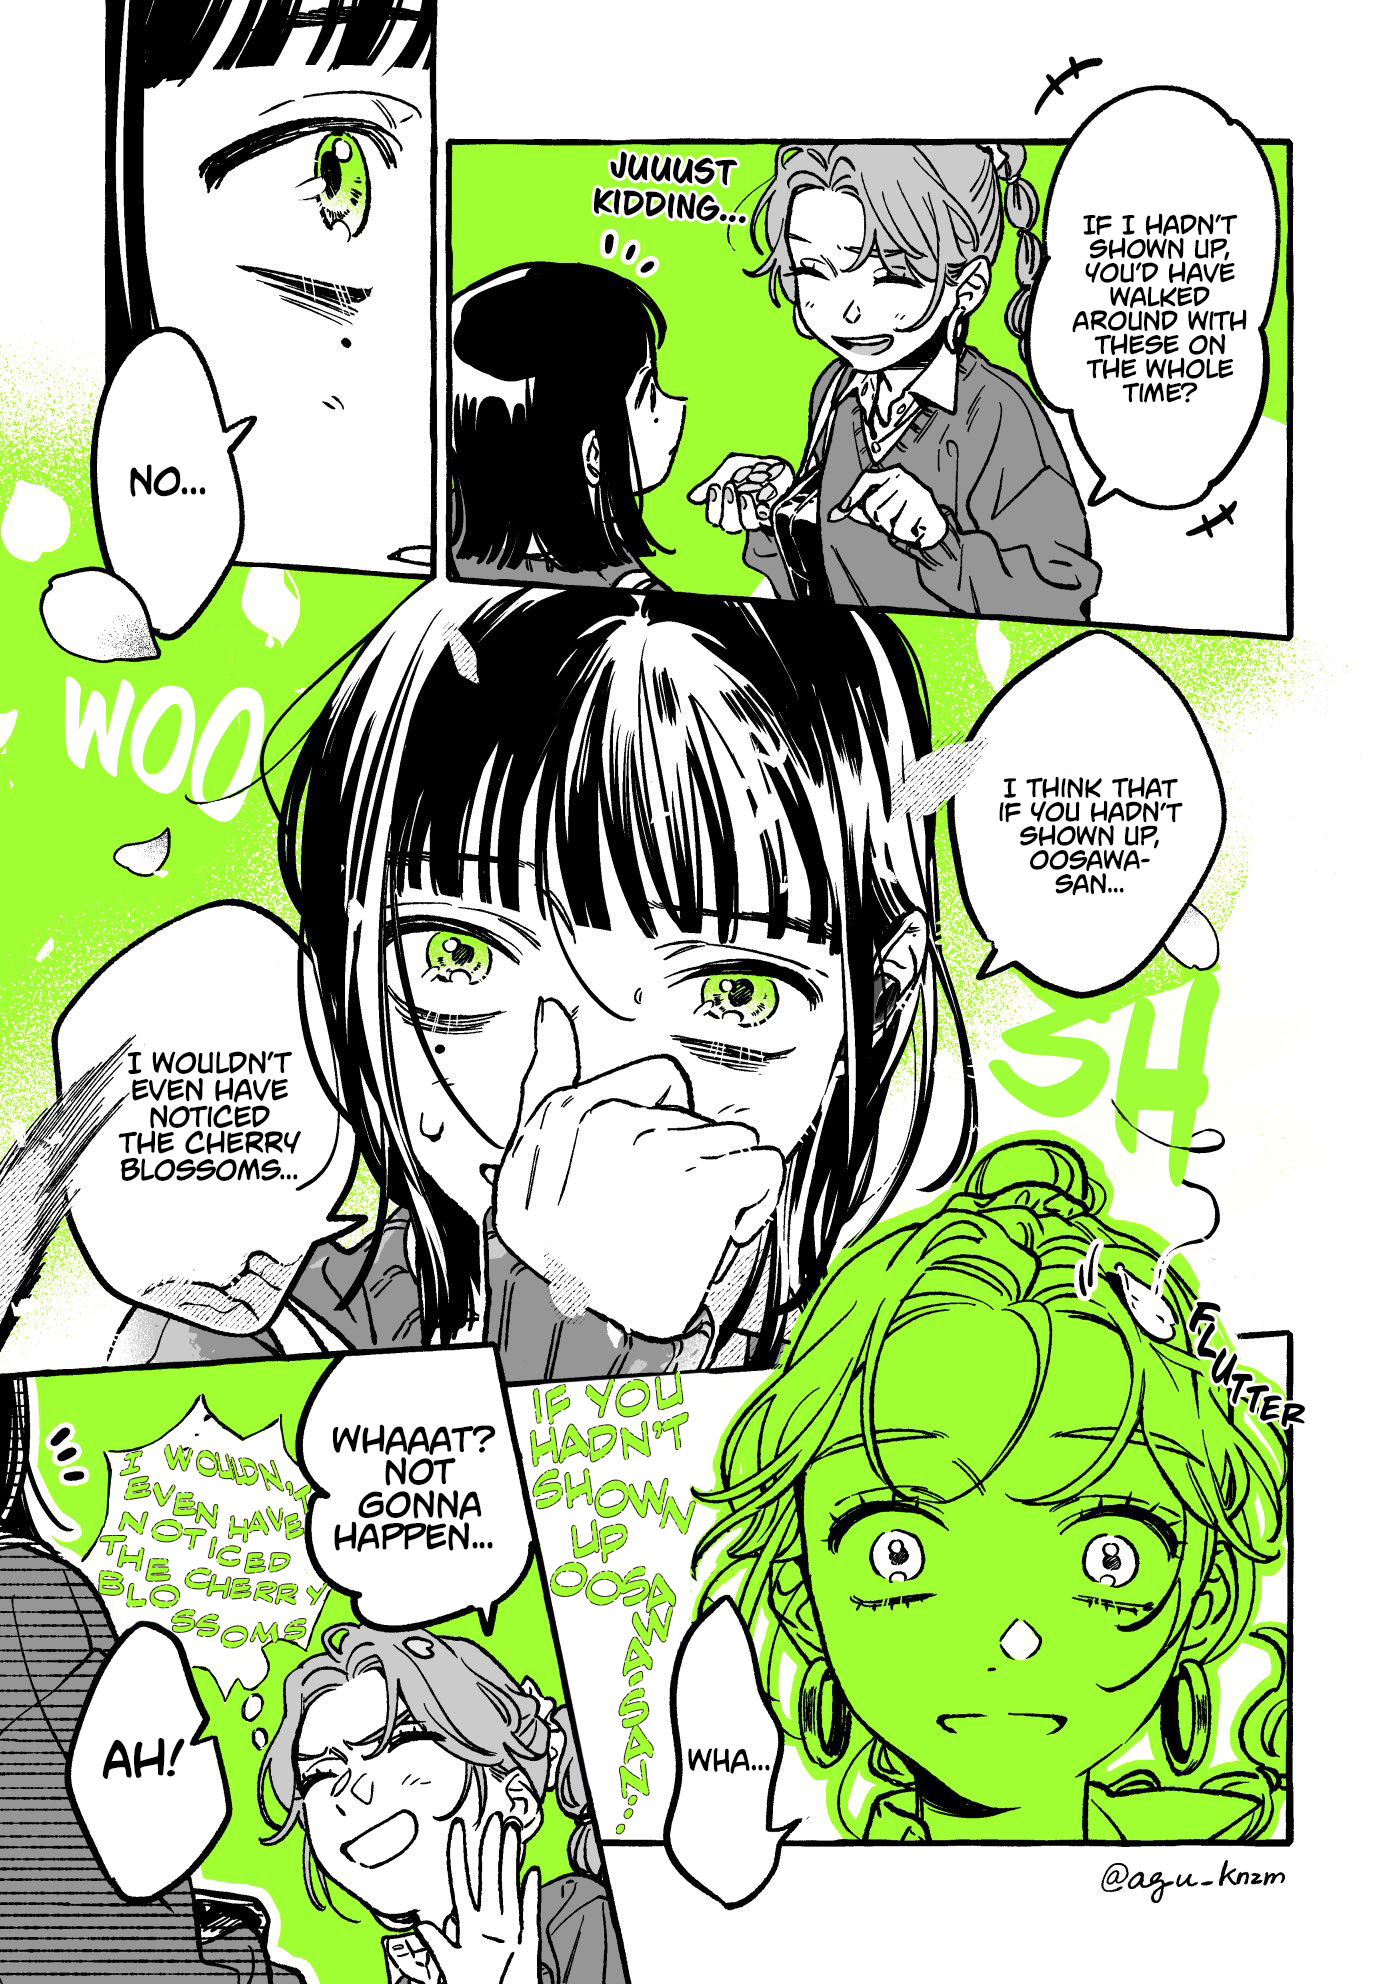 IF I HADN'T
SHOWN UP,
YOU'D HAVE
WALKED
AROUND WITH
THESE ON
THE WHOLE
TIME?
JUUUST
KIDDING...
NO...
I THINK THAT
IF YOU HADN'T
SHOWN UP,
OOSAWA-
SAN...
WOO
SH
I WOULDN'T
EVEN HAVE
NOTICED
THE CHERRY
BLOSSOMS...
FLUTTER
WHA...
IF YOU
HADN'T
SHOWN
UP
OOSAWA-SAN...
WHAAAT?
NOT
GONNA
HAPPEN...
I WOULDN'T
EVEN HAVE
NOTICED
THE CHERRY
BLOSSOMS
AH!
@agu_knzm